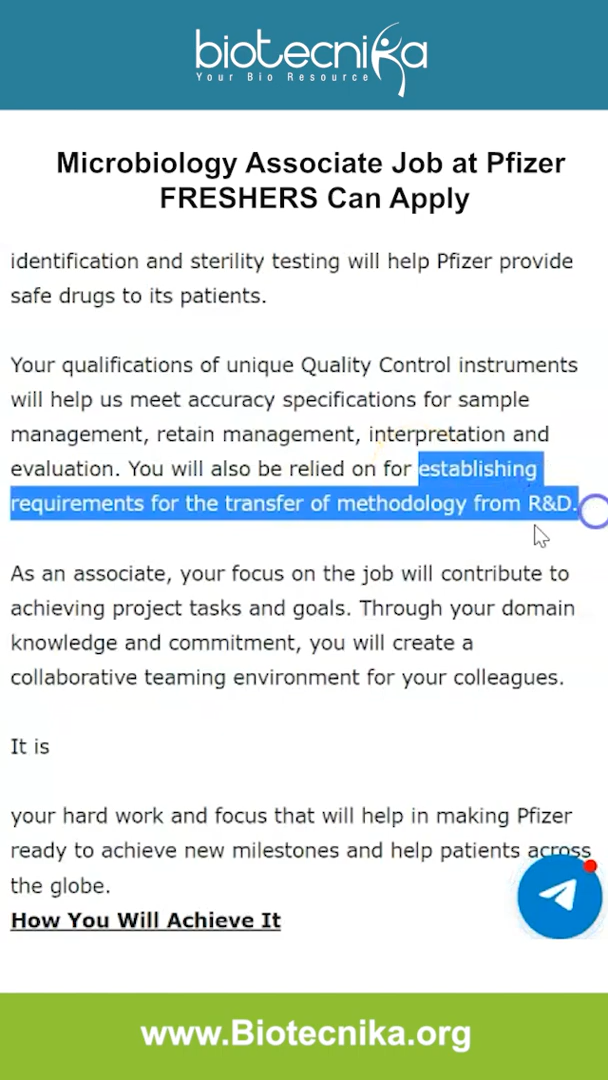 biotecnika
Your Bio Resource
Microbiology Associate Job at Pfizer
FRESHERS Can Apply
identification and sterility testing will help Pfizer provide
safe drugs to its patients.
Your qualifications of unique Quality Control instruments
will help us meet accuracy specifications for sample
management, retain management, interpretation and
evaluation. You will also be relied on for establishing
requirements for the transfer of methodology from R&D.
As an associate, your focus on the job will contribute to
achieving project tasks and goals. Through your domain
knowledge and commitment, you will create a
collaborative teaming environment for your colleagues.
It is
your hard work and focus that will help in making Pfizer
ready to achieve new milestones and help patients across
the globe.
How You Will Achieve It
www.Biotecnika.org